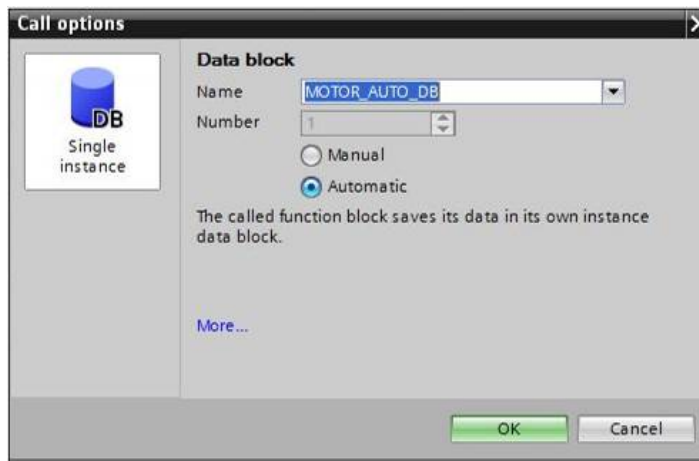 Call options
DB
Single
instance
Data block
Name
MOTOR_AUTO_DB
Number
1
Manual
Automatic
The called function block saves its data in its own instance
data block.
More...
OK
Cancel